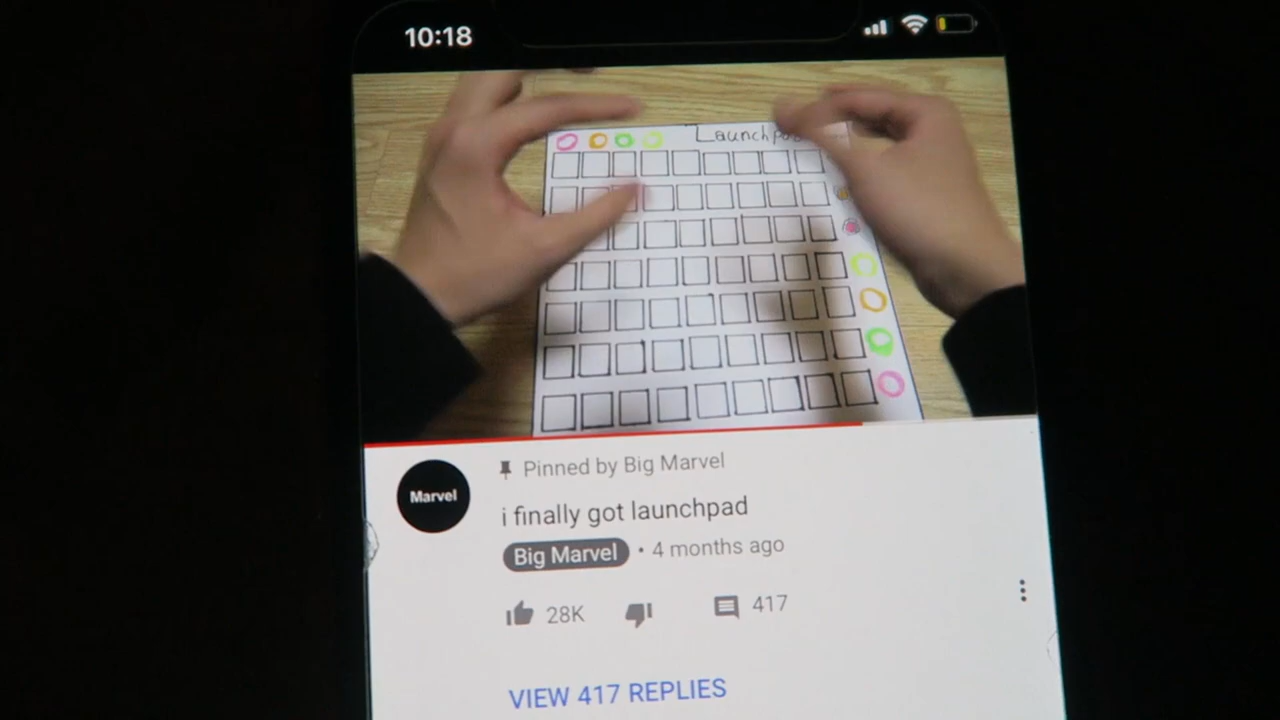 10:18
Launchpad
Marvel
Pinned by Big Marvel
i finally got launchpad
Big Marvel • 4 months ago
28K 417
VIEW 417 REPLIES